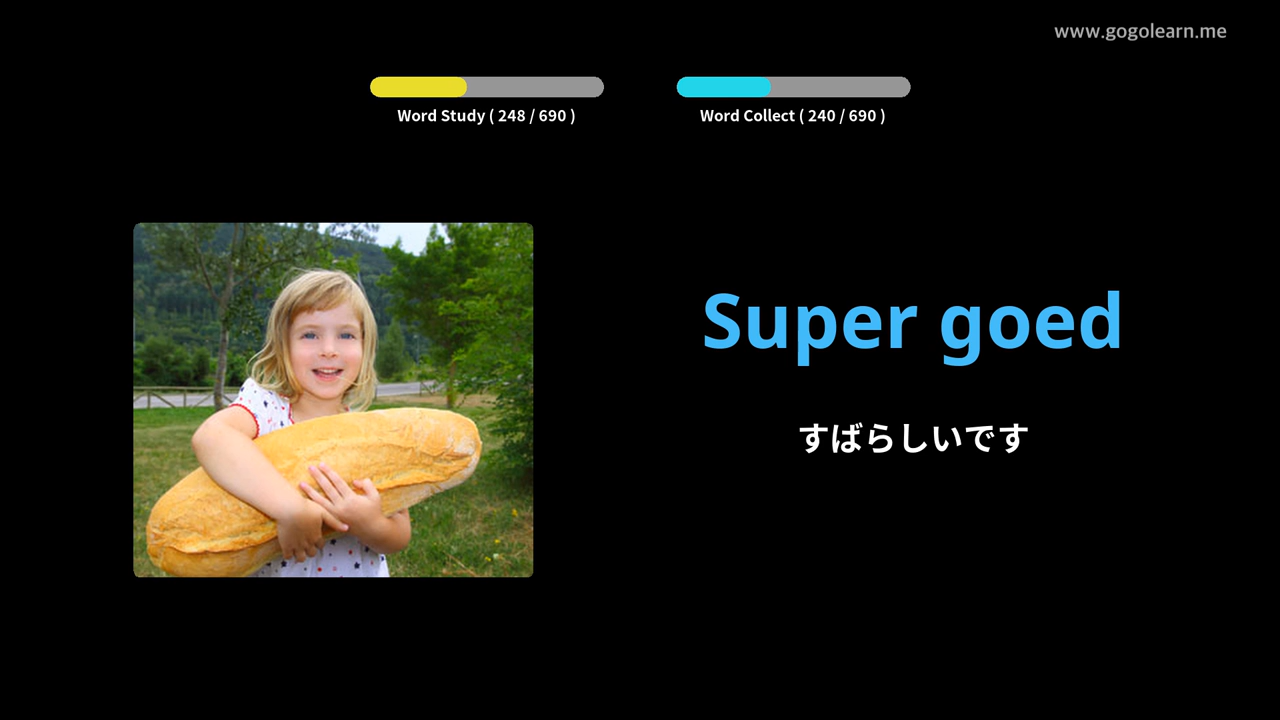 www.gogolearn.me
Word Study ( 248 / 690 )
Word Collect ( 240 / 690 )
Super goed
すばらしいです